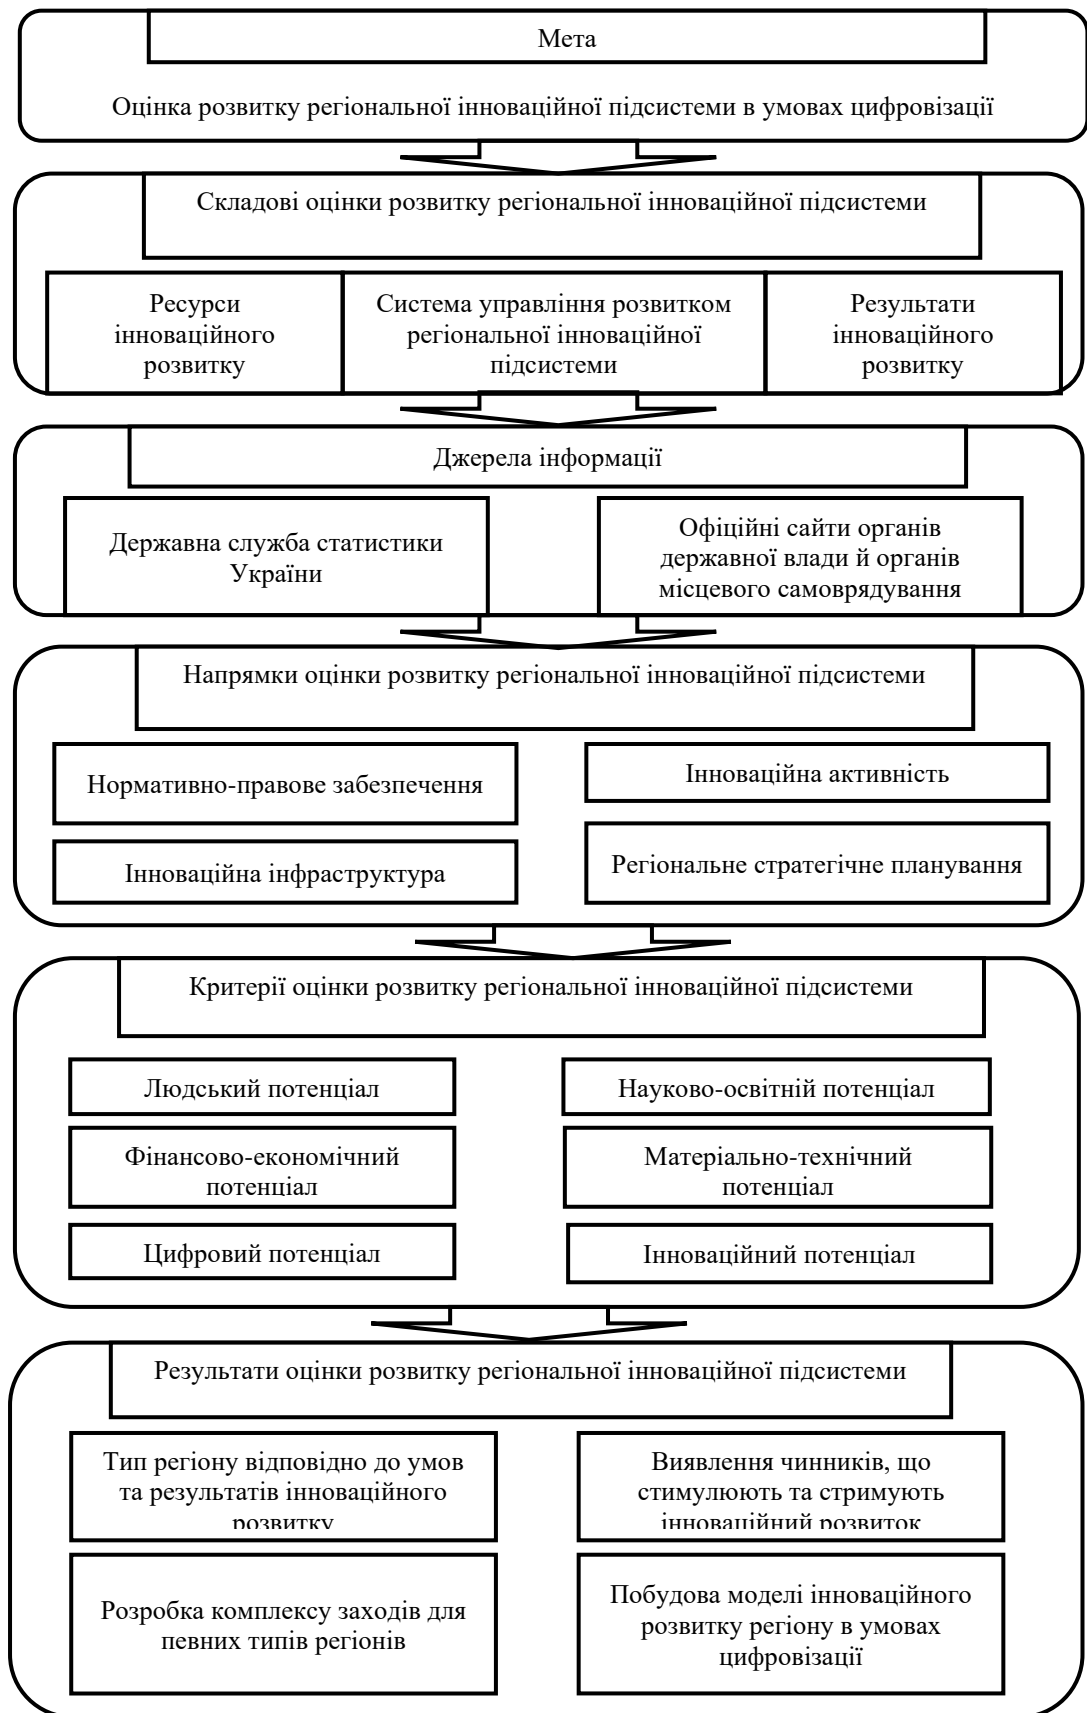 Мета
Оцінка розвитку регіональної інноваційної підсистеми в умовах цифровізації
Складові оцінки розвитку регіональної інноваційної підсистеми
Ресурси
інноваційного
розвитку
Система управління розвитком
регіональної інноваційної
підсистеми
Результати
інноваційного
розвитку
Джерела інформації
Державна служба статистики
України
Офіційні сайти органів
державної влади й органів
місцевого самоврядування
Напрямки оцінки розвитку регіональної інноваційної підсистеми
Нормативно-правове забезпечення
Інноваційна активність
Інноваційна інфраструктура
Регіональне стратегічне планування
Критерії оцінки розвитку регіональної інноваційної підсистеми
Людський потенціал
Науково-освітній потенціал
Фінансово-економічний
потенціал
Матеріально-технічний
потенціал
Цифровий потенціал
Інноваційний потенціал
Результати оцінки розвитку регіональної інноваційної підсистеми
Тип регіону відповідно до умов
та результатів інноваційного
розвитку
Виявлення чинників, що
стимулюють та стримують
інноваційний розвиток
Розробка комплексу заходів для
певних типів регіонів
Побудова моделі інноваційного
розвитку регіону в умовах
цифровізації